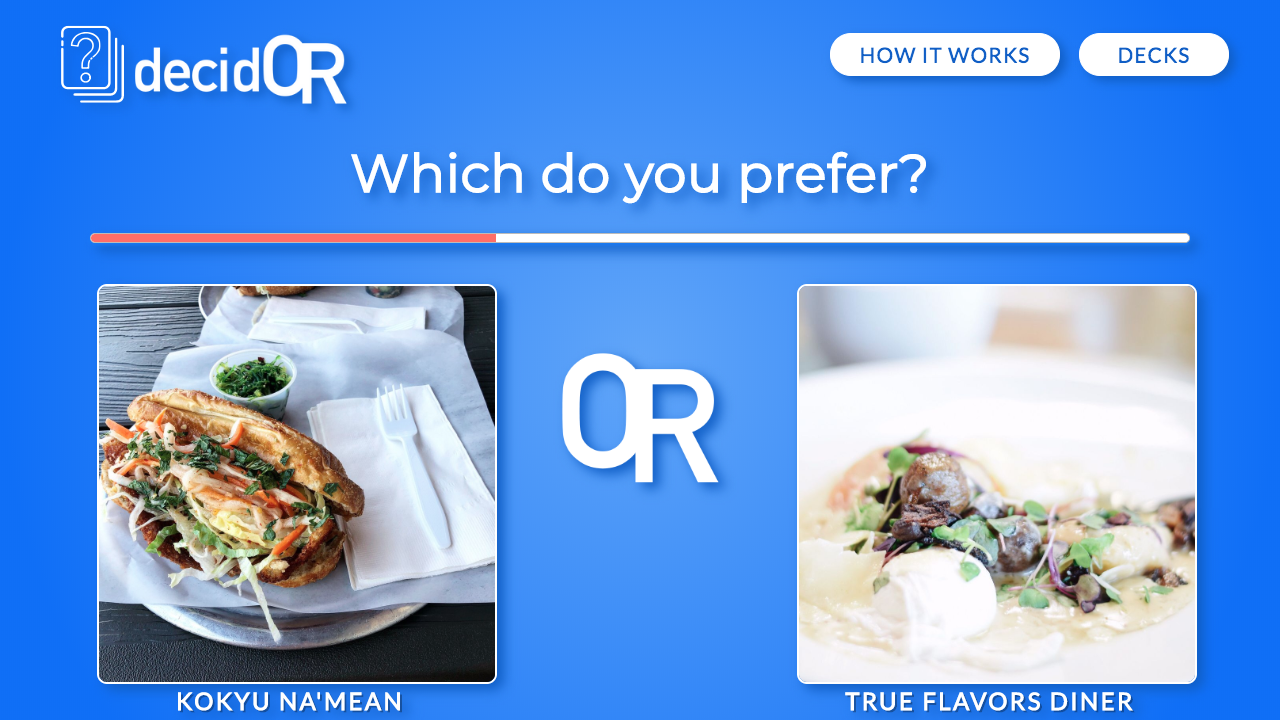 ?
decidOR
HOW IT WORKS
DECKS
Which do you prefer?
OR
KOKYU NA'MEAN
TRUE FLAVORS DINER